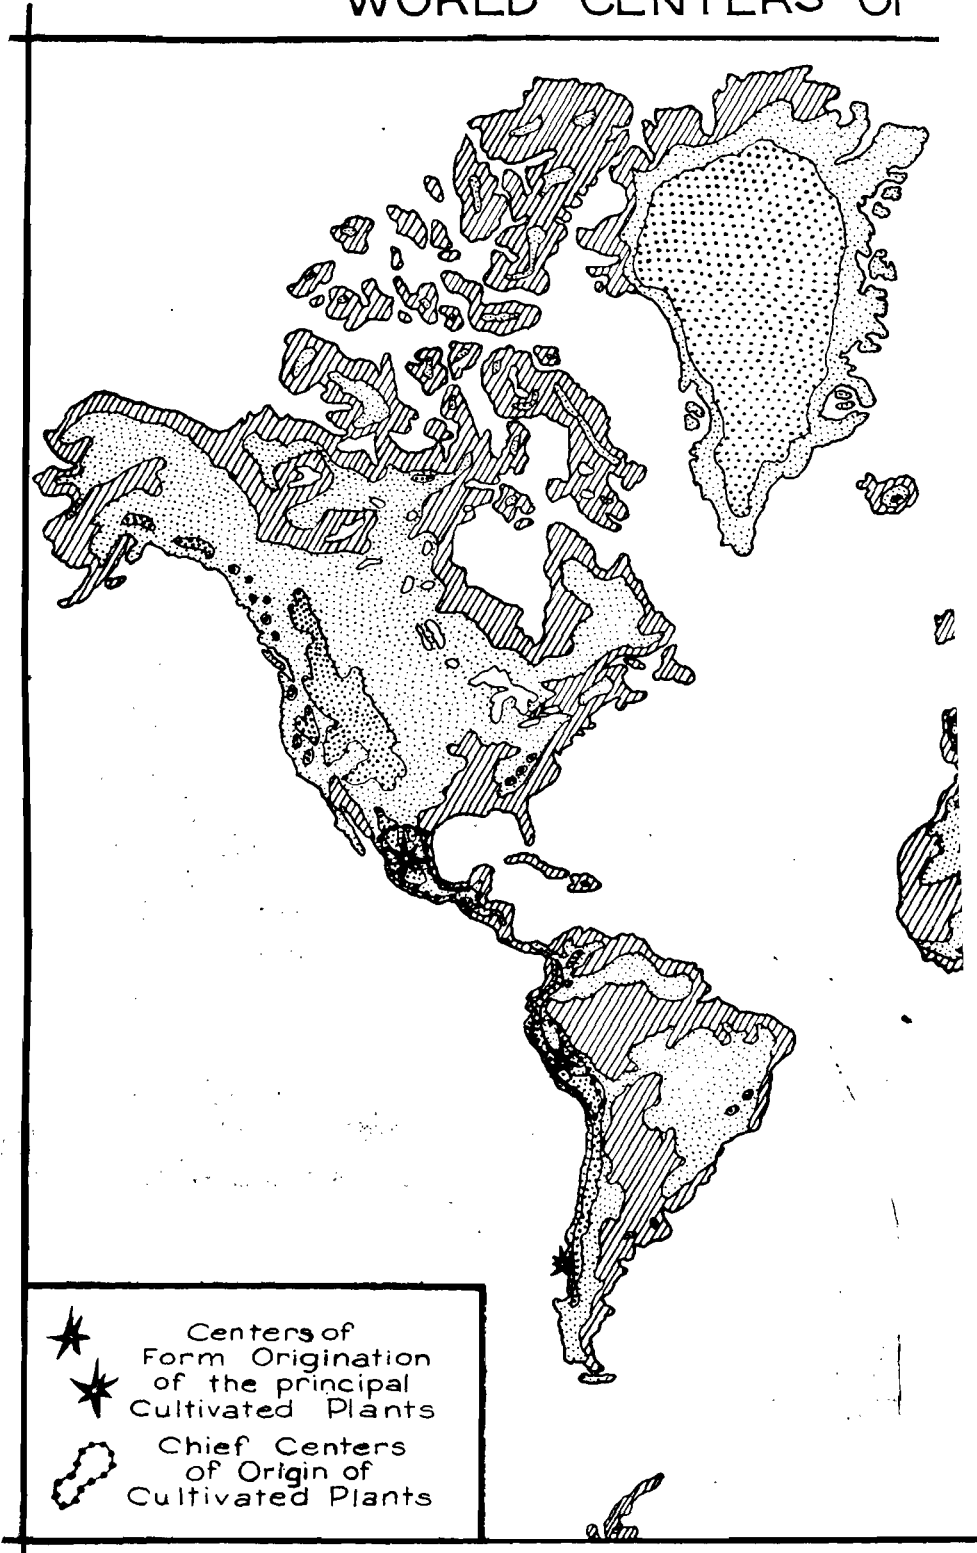 WORLD CENTERS OF
Centers of
Form Origination
of the principal
Cultivated Plants
Chief Centers
of Origin of
Cultivated Plants